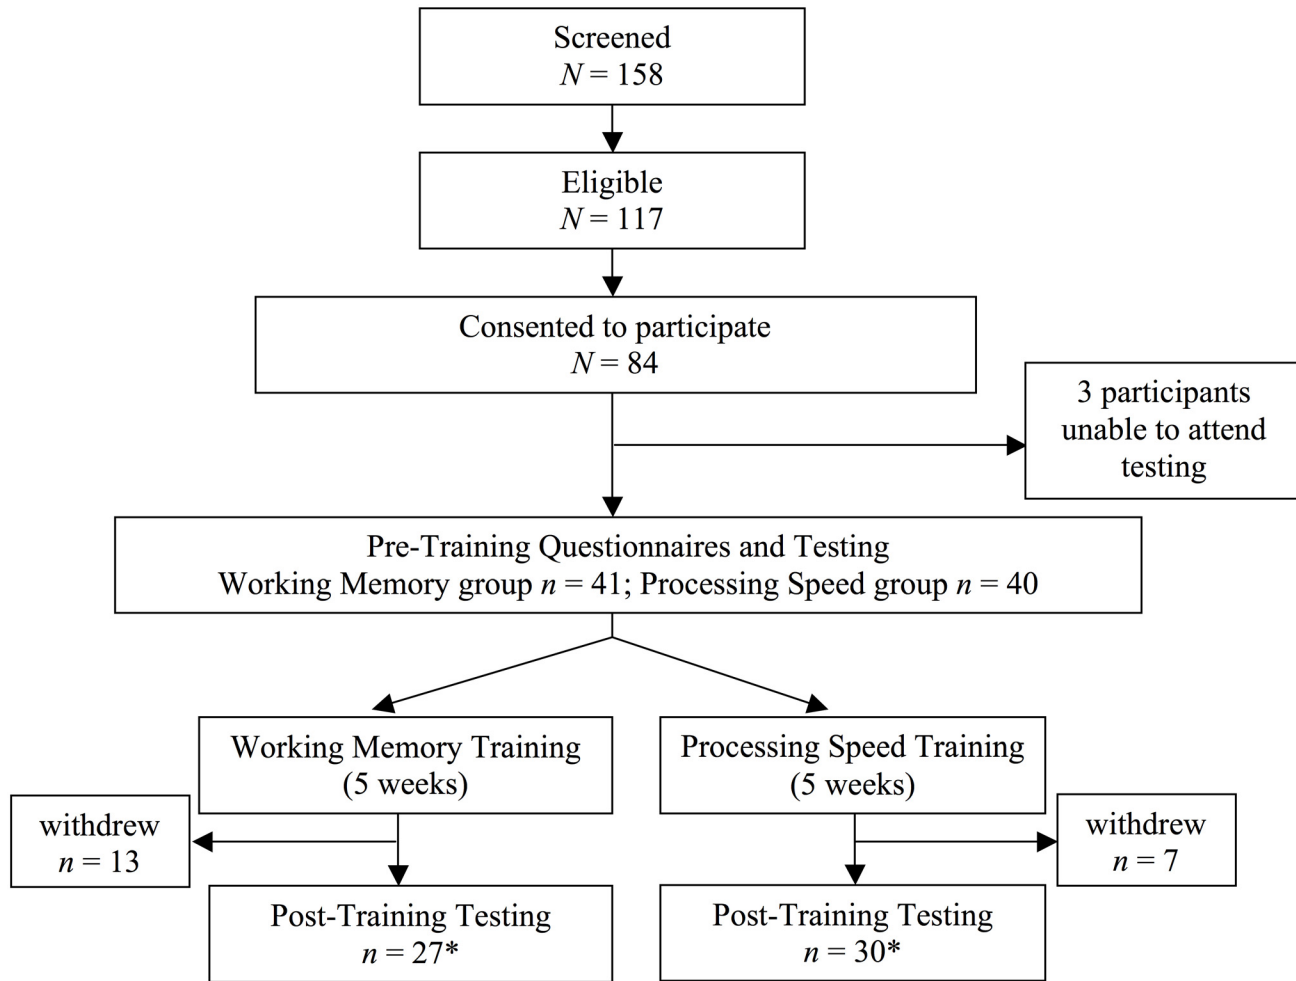 Screened
N = 158
Eligible
N = 117
Consented to participate
N = 84
3 participants
unable to attend
testing
Pre-Training Questionnaires and Testing
Working Memory group n = 41; Processing Speed group n = 40
Working Memory Training
(5 weeks)
Processing Speed Training
(5 weeks)
withdrew
n = 13
withdrew
n = 7
Post-Training Testing
n = 27*
Post-Training Testing
n = 30*